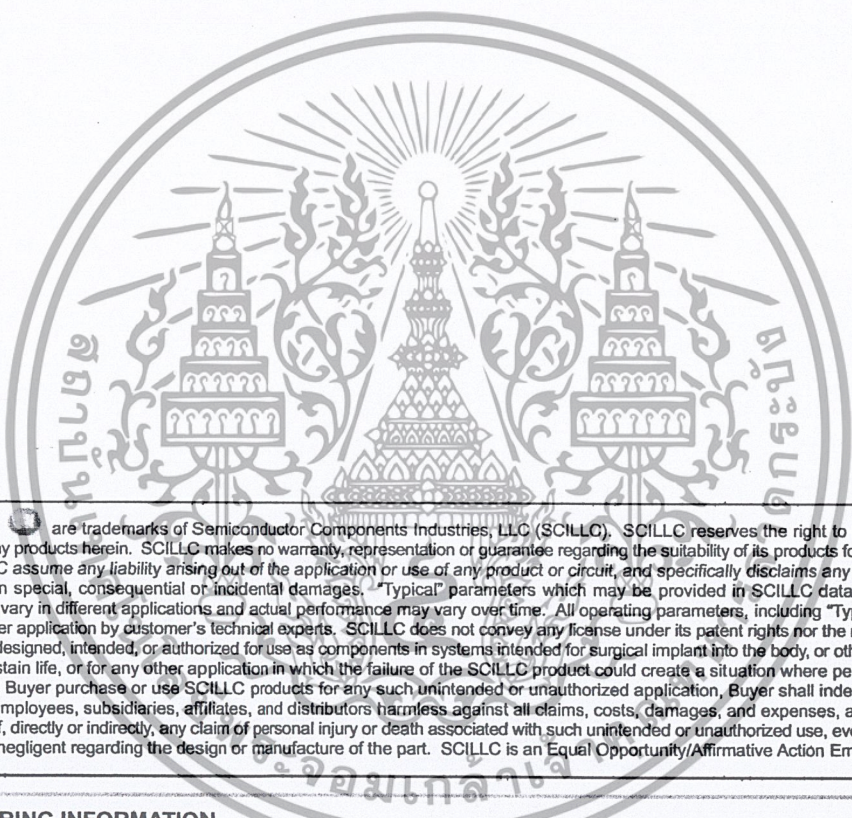 are trademarks of Semiconductor Components Industries, LLC (SCILLC). SCILLC reserves the right to
y products herein. SCILLC makes no warranty, representation or guarantee regarding the suitability of its products fo
C assume any liability arising out of the application or use of any product or circuit, and specifically disclaims any
n special, consequential or incidental damages. "Typical" parameters which may be provided in SCILLC data
vary in different applications and actual performance may vary over time. All operating parameters, including "Typ
er application by customer's technical experts. SCILLC does not convey any license under its patent rights nor the r
designed, intended, or authorized for use as components in systems intended for surgical implant into the body, or oth
stain life, or for any other application in which the failure of the SCILLC product could create a situation where pe
Buyer purchase or use SCILLC products for any such unintended or unauthorized application, Buyer shall inde
mployees, subsidiaries, affiliates, and distributors harmless against all claims, costs, damages, and expenses, a
f, directly or indirectly, any claim of personal injury or death associated with such unintended or unauthorized use, eve
negligent regarding the design or manufacture of the part. SCILLC is an Equal Opportunity/Affirmative Action Em